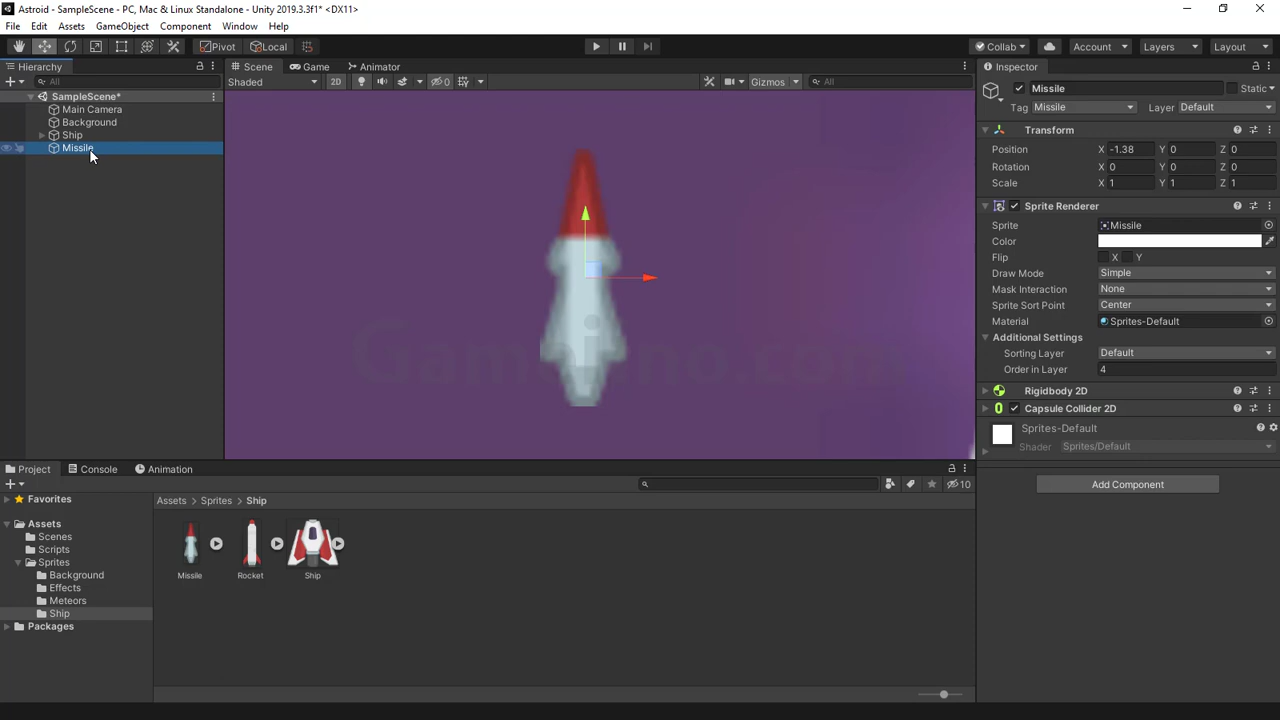 Astroid - SampleScene - PC, Mac & Linux Standalone - Unity 2019.3.3f1* <DX11>
File Edit Assets GameObject Component Window Help
Pivot Local Collab Account Layers Layout
Hierarchy
All
SampleScene*
Main Camera
Background
Ship
Missile
Scene Game Animator
Shaded 2D 0 Gizmos All
Inspector
Missile Static
Tag Missile Layer Default
Transform
Position X -1.38 Y 0 Z 0
Rotation X 0 Y 0 Z 0
Scale X 1 Y 1 Z 1
Sprite Renderer
Sprite Missile
Color
Flip X Y
Draw Mode Simple
Mask Interaction None
Sprite Sort Point Center
Material Sprites-Default
Additional Settings
Sorting Layer Default
Order in Layer 4
Rigidbody 2D
Capsule Collider 2D
Sprites-Default
Shader Sprites/Default
Add Component
Project Console Animation
10
Favorites
Assets
Scenes
Scripts
Sprites
Background
Effects
Meteors
Ship
Packages
Assets Sprites Ship
Missile Rocket Ship